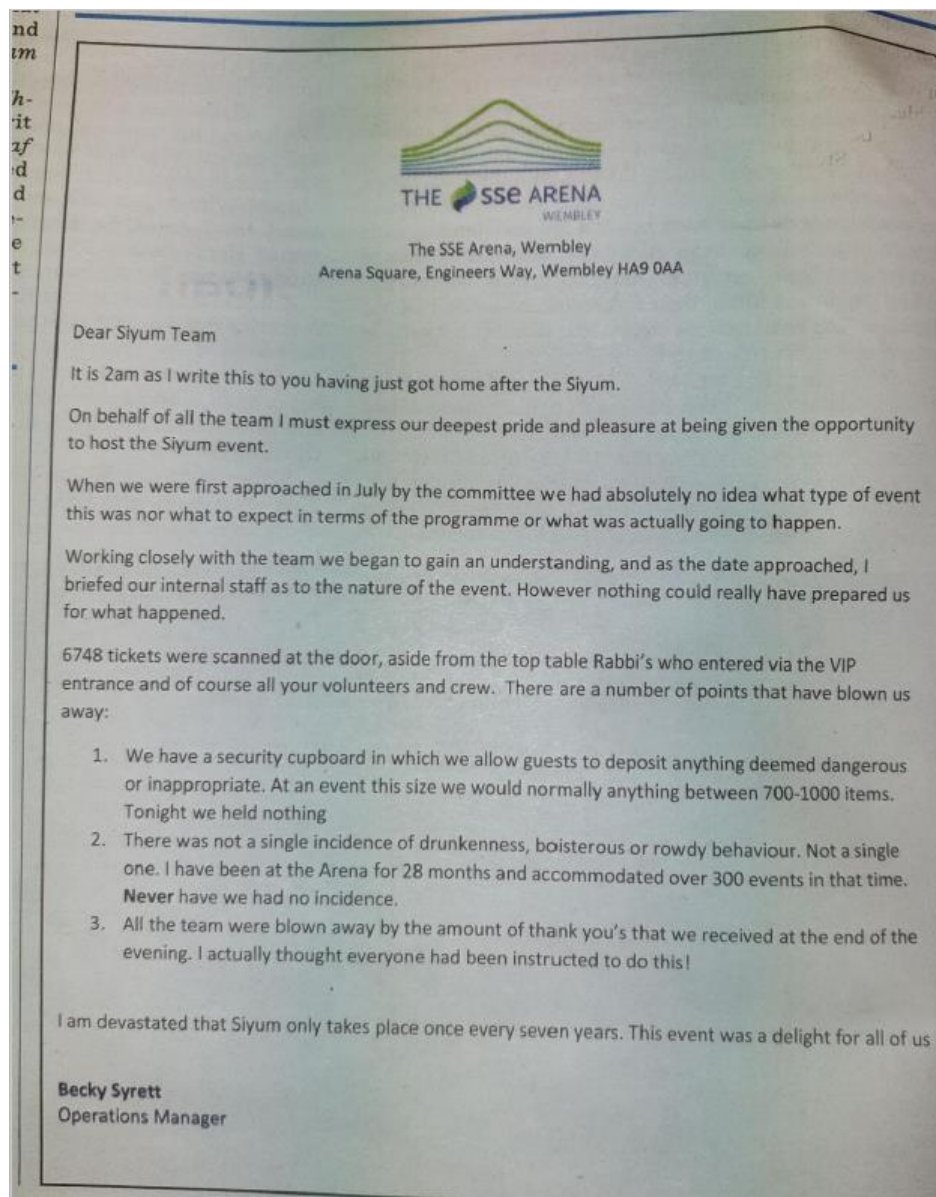 nd
um
h-
rit
af
d
d
e
t
-
THE sse ARENA
WEMBLEY
The SSE Arena, Wembley
Arena Square, Engineers Way, Wembley HA9 0AA
Dear Siyum Team
It is 2am as I write this to you having just got home after the Siyum.
On behalf of all the team I must express our deepest pride and pleasure at being given the opportunity
to host the Siyum event.
When we were first approached in July by the committee we had absolutely no idea what type of event
this was nor what to expect in terms of the programme or what was actually going to happen.
Working closely with the team we began to gain an understanding, and as the date approached, I
briefed our internal staff as to the nature of the event. However nothing could really have prepared us
for what happened.
6748 tickets were scanned at the door, aside from the top table Rabbi's who entered via the VIP
entrance and of course all your volunteers and crew. There are a number of points that have blown us
away:
1. We have a security cupboard in which we allow guests to deposit anything deemed dangerous
or inappropriate. At an event this size we would normally anything between 700-1000 items.
Tonight we held nothing
2. There was not a single incidence of drunkenness, boisterous or rowdy behaviour. Not a single
one. I have been at the Arena for 28 months and accommodated over 300 events in that time.
Never have we had no incidence.
3. All the team were blown away by the amount of thank you's that we received at the end of the
evening. I actually thought everyone had been instructed to do this!
I am devastated that Siyum only takes place once every seven years. This event was a delight for all of us
Becky Syrett
Operations Manager